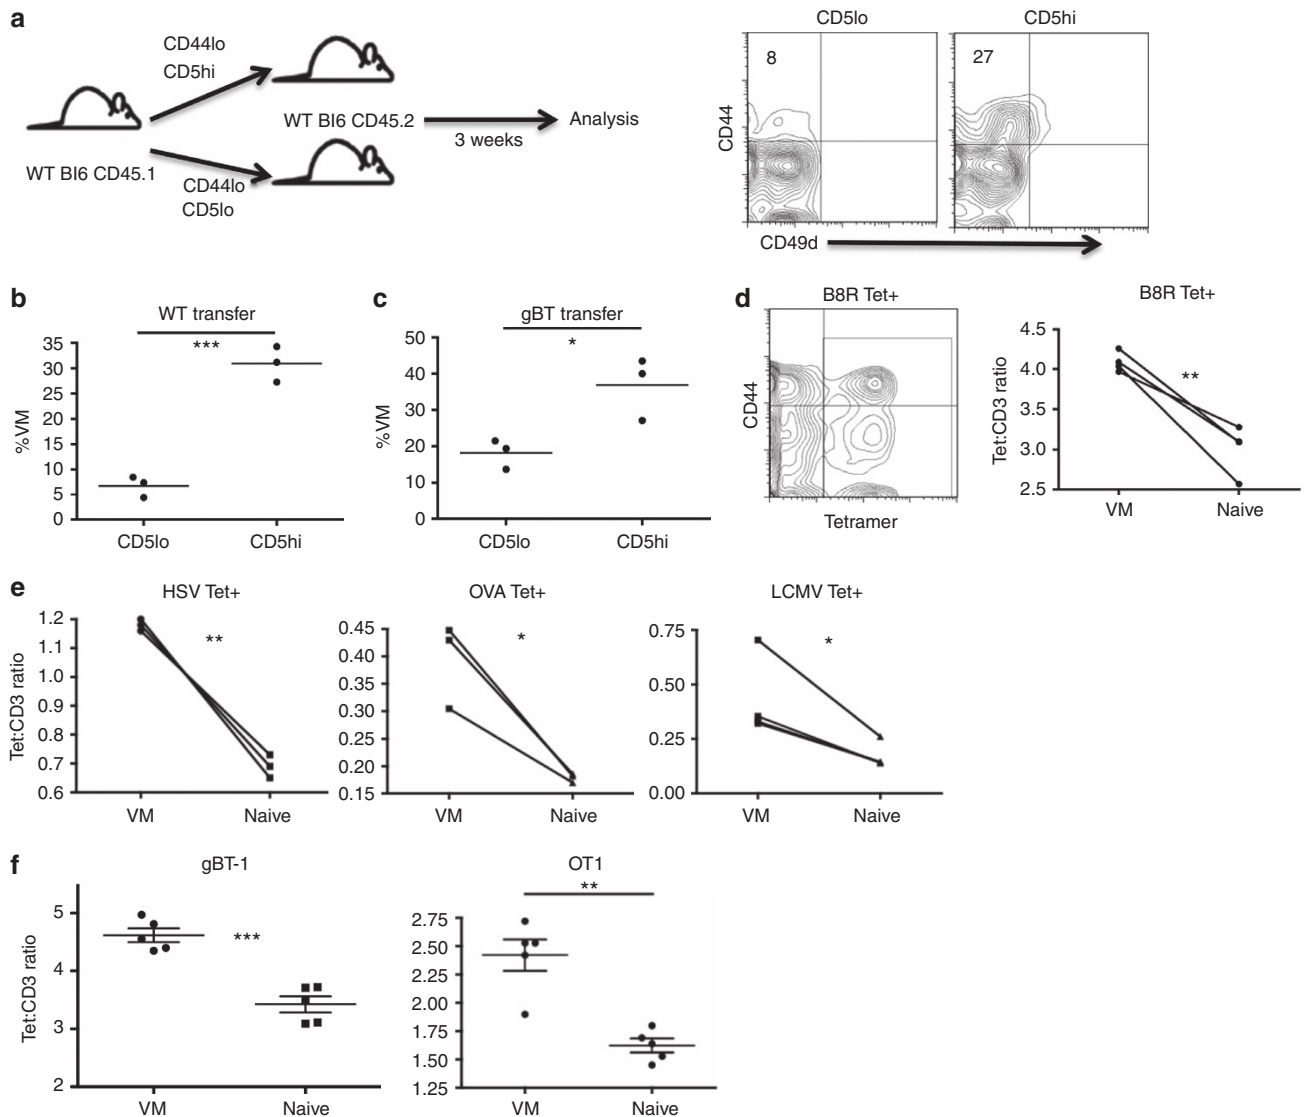 a
CD44lo
CD5hi
WT BI6 CD45.2
3 weeks
Analysis
WT BI6 CD45.1
CD44lo
CD5lo
CD5lo
CD5hi
8
27
CD44
CD49d
b
WT transfer
***
%VM
35
30
25
20
15
10
5
0
CD5lo
CD5hi
c
gBT transfer
*
%VM
50
40
30
20
10
0
CD5lo
CD5hi
d
B8R Tet+
CD44
Tetramer
B8R Tet+
**
Tet:CD3 ratio
4.5
4.0
3.5
3.0
2.5
VM
Naive
e
HSV Tet+
**
Tet:CD3 ratio
1.2
1.1
1.0
0.9
0.8
0.7
0.6
VM
Naive
OVA Tet+
*
0.45
0.40
0.35
0.30
0.25
0.20
0.15
VM
Naive
LCMV Tet+
*
0.75
0.50
0.25
0.00
VM
Naive
f
gBT-1
***
Tet:CD3 ratio
5
4
3
2
VM
Naive
OT1
**
2.75
2.50
2.25
2.00
1.75
1.50
1.25
VM
Naive